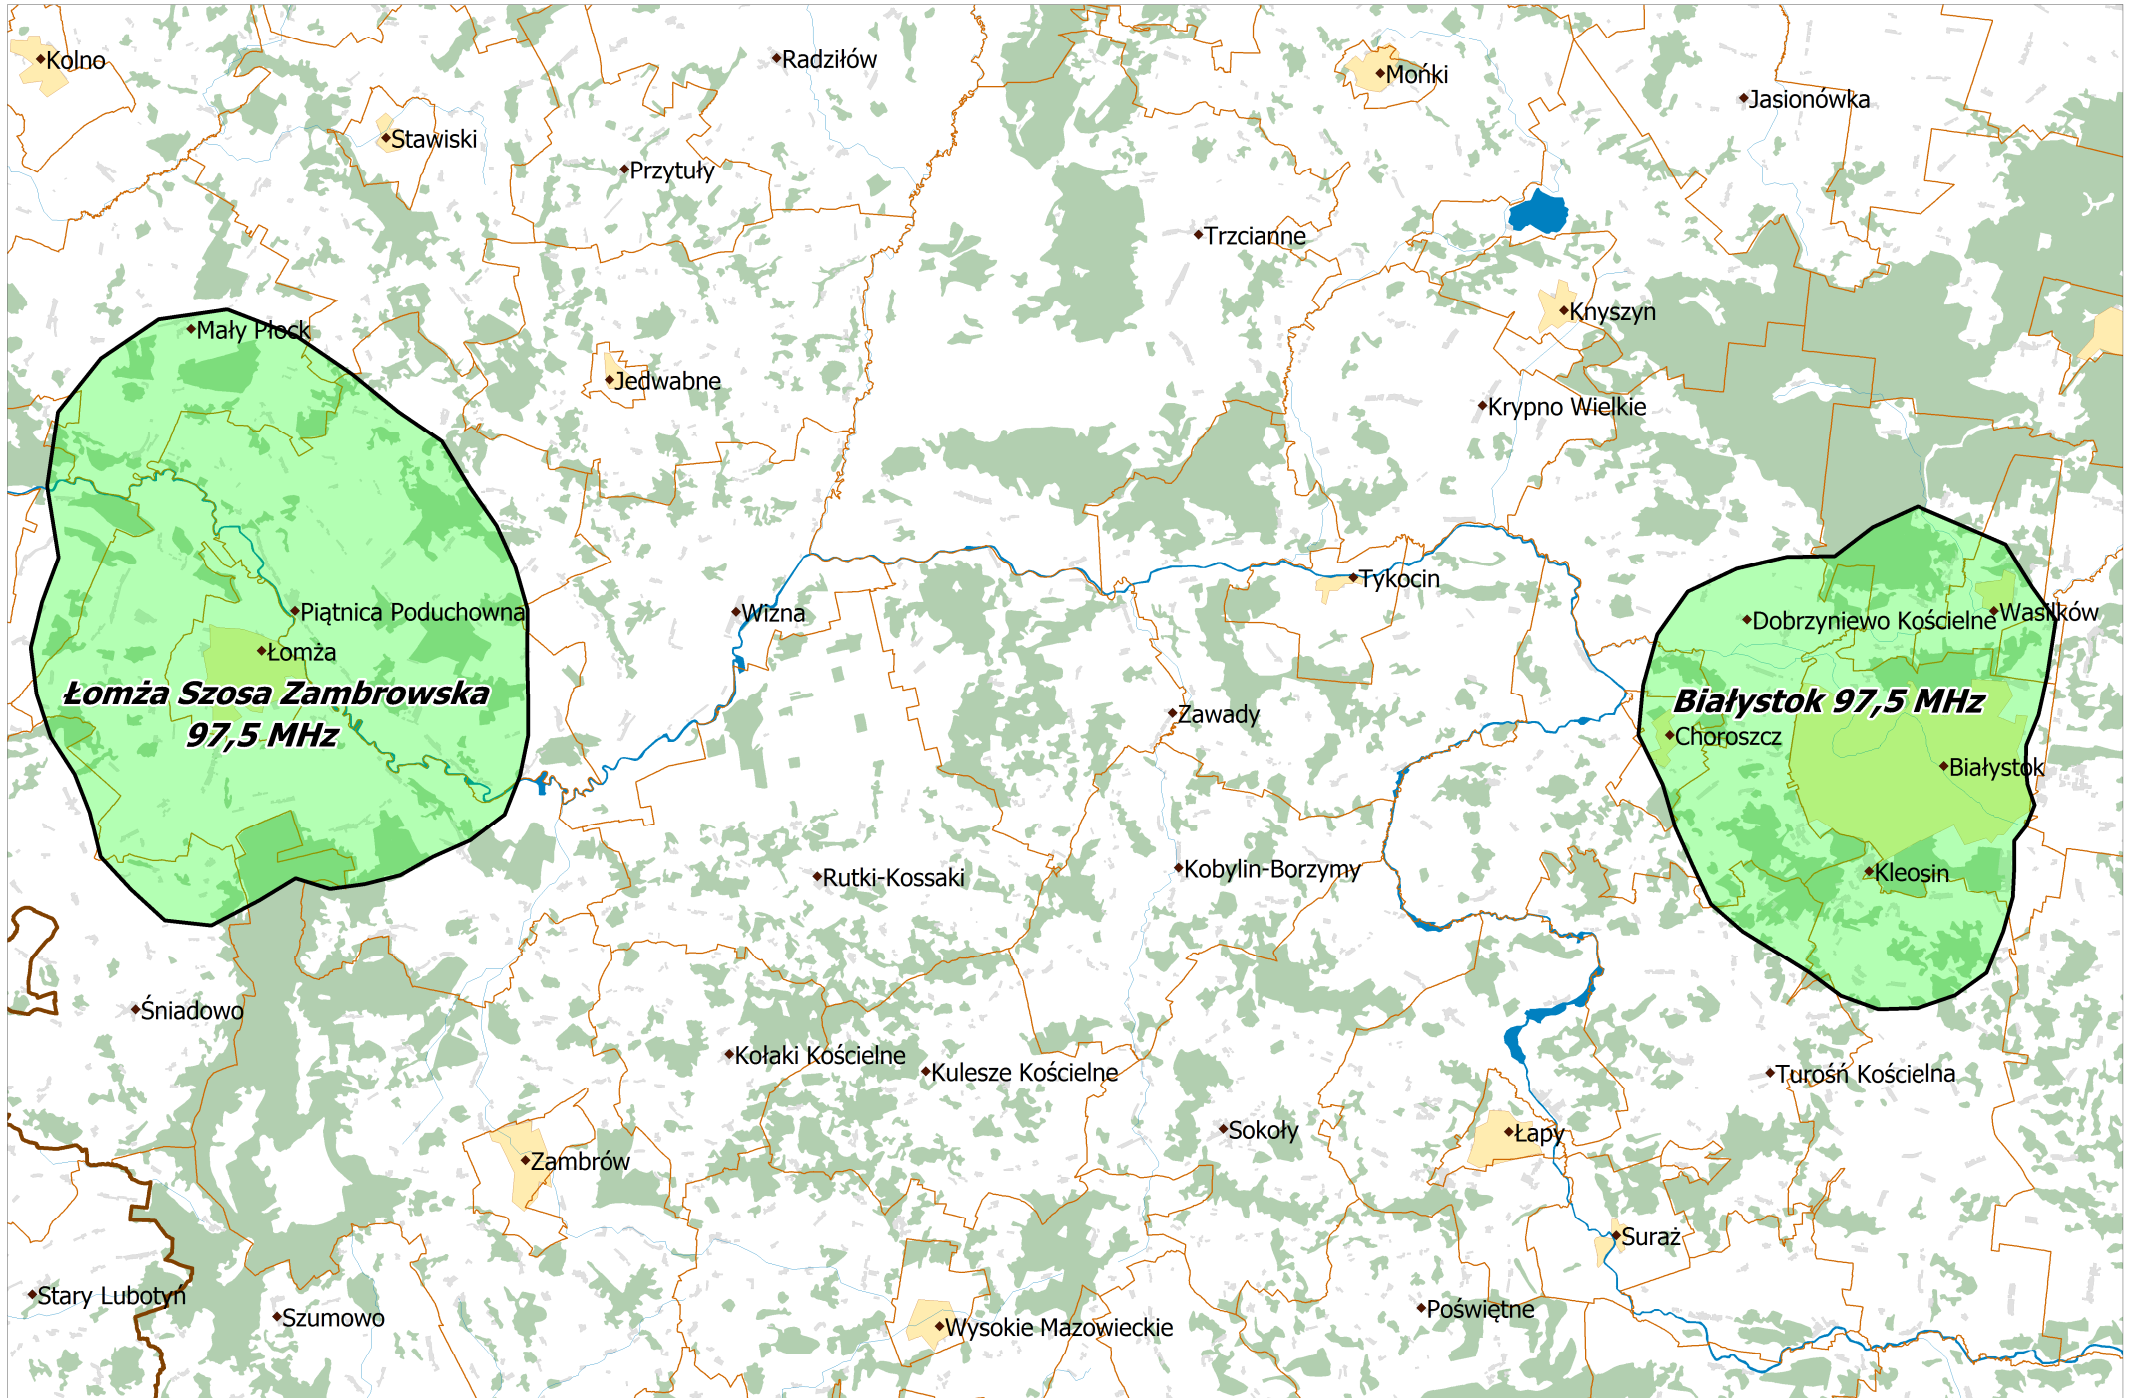 Kolno
Radziłów
Mońki
Jasionówka
Stawiski
Przytuły
Trzcianne
Knyszyn
Mały Płock
Jedwabne
Krypno Wielkie
Tykocin
Piątnica Poduchowna
Wizna
Dobrzyniewo Kościelne
Wasilków
Łomża
Łomża Szosa Zambrowska
97,5 MHz
Białystok 97,5 MHz
Zawady
Choroszcz
Białystok
Rutki-Kossaki
Kobylin-Borzymy
Kleosin
Śniadowo
Kołaki Kościelne
Kulesze Kościelne
Turośń Kościelna
Sokoły
Łapy
Zambrów
Suraż
Stary Lubotyń
Szumowo
Wysokie Mazowieckie
Poświętne